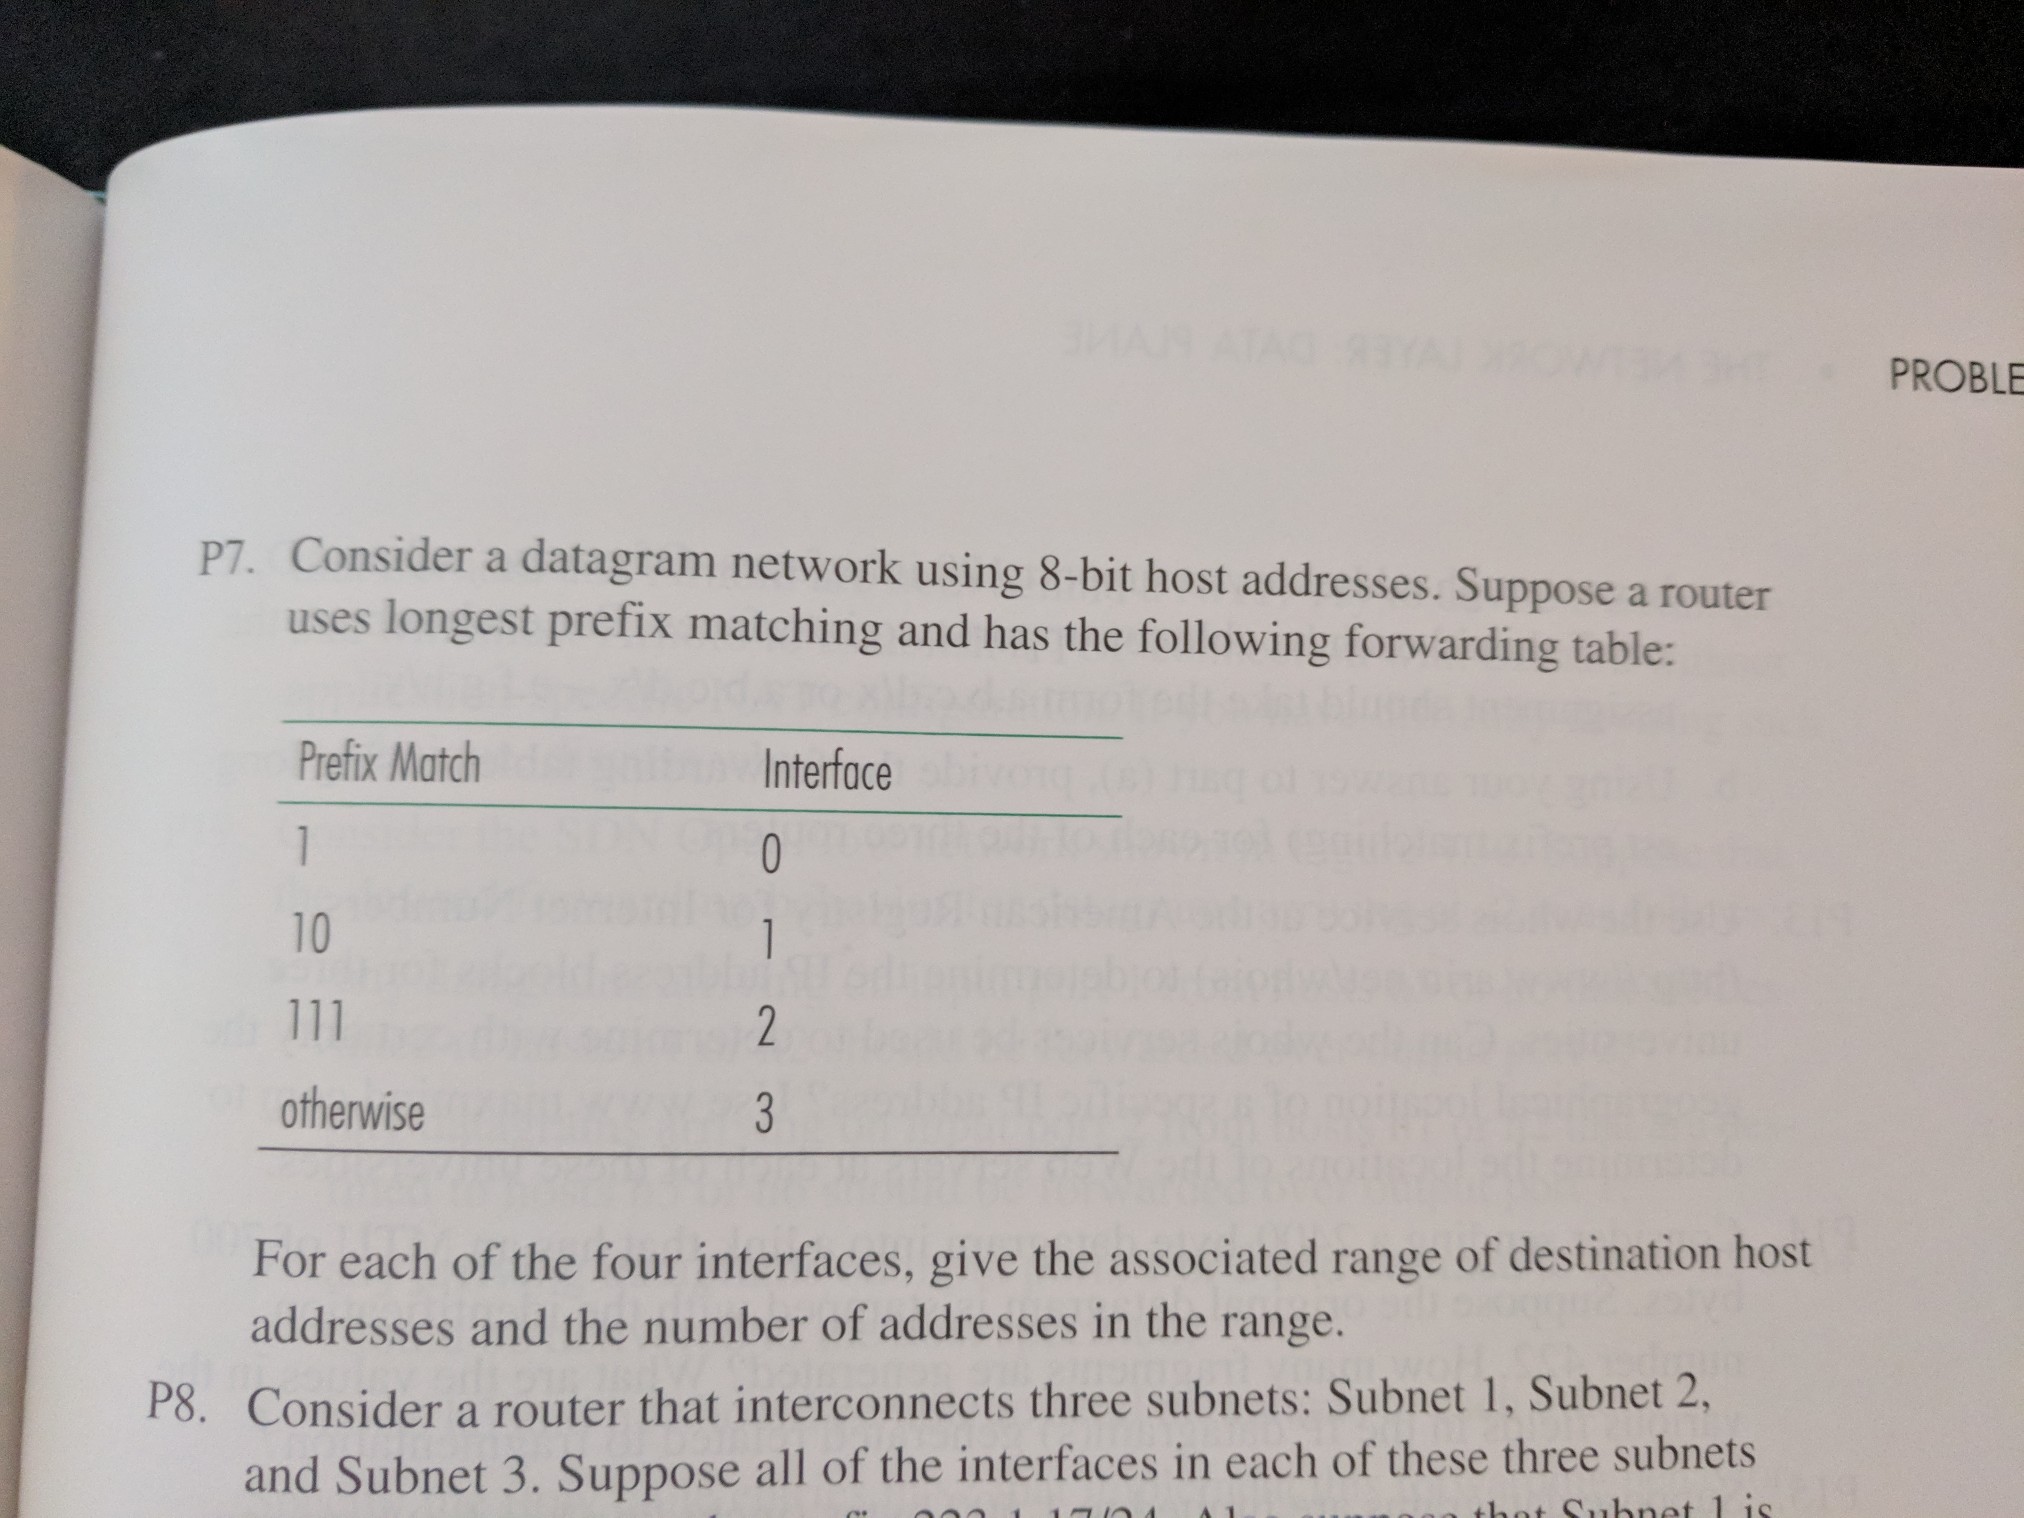 PROBLE
P7. Consider a datagram network using 8-bit host addresses. Suppose a router
uses longest prefix matching and has the following forwarding table:
Prefix Match Interface
1 0
10 1
111 2
otherwise 3
For each of the four interfaces, give the associated range of destination host
addresses and the number of addresses in the range.
P8. Consider a router that interconnects three subnets: Subnet 1, Subnet 2,
and Subnet 3. Suppose all of the interfaces in each of these three subnets
that Subnet 1 is